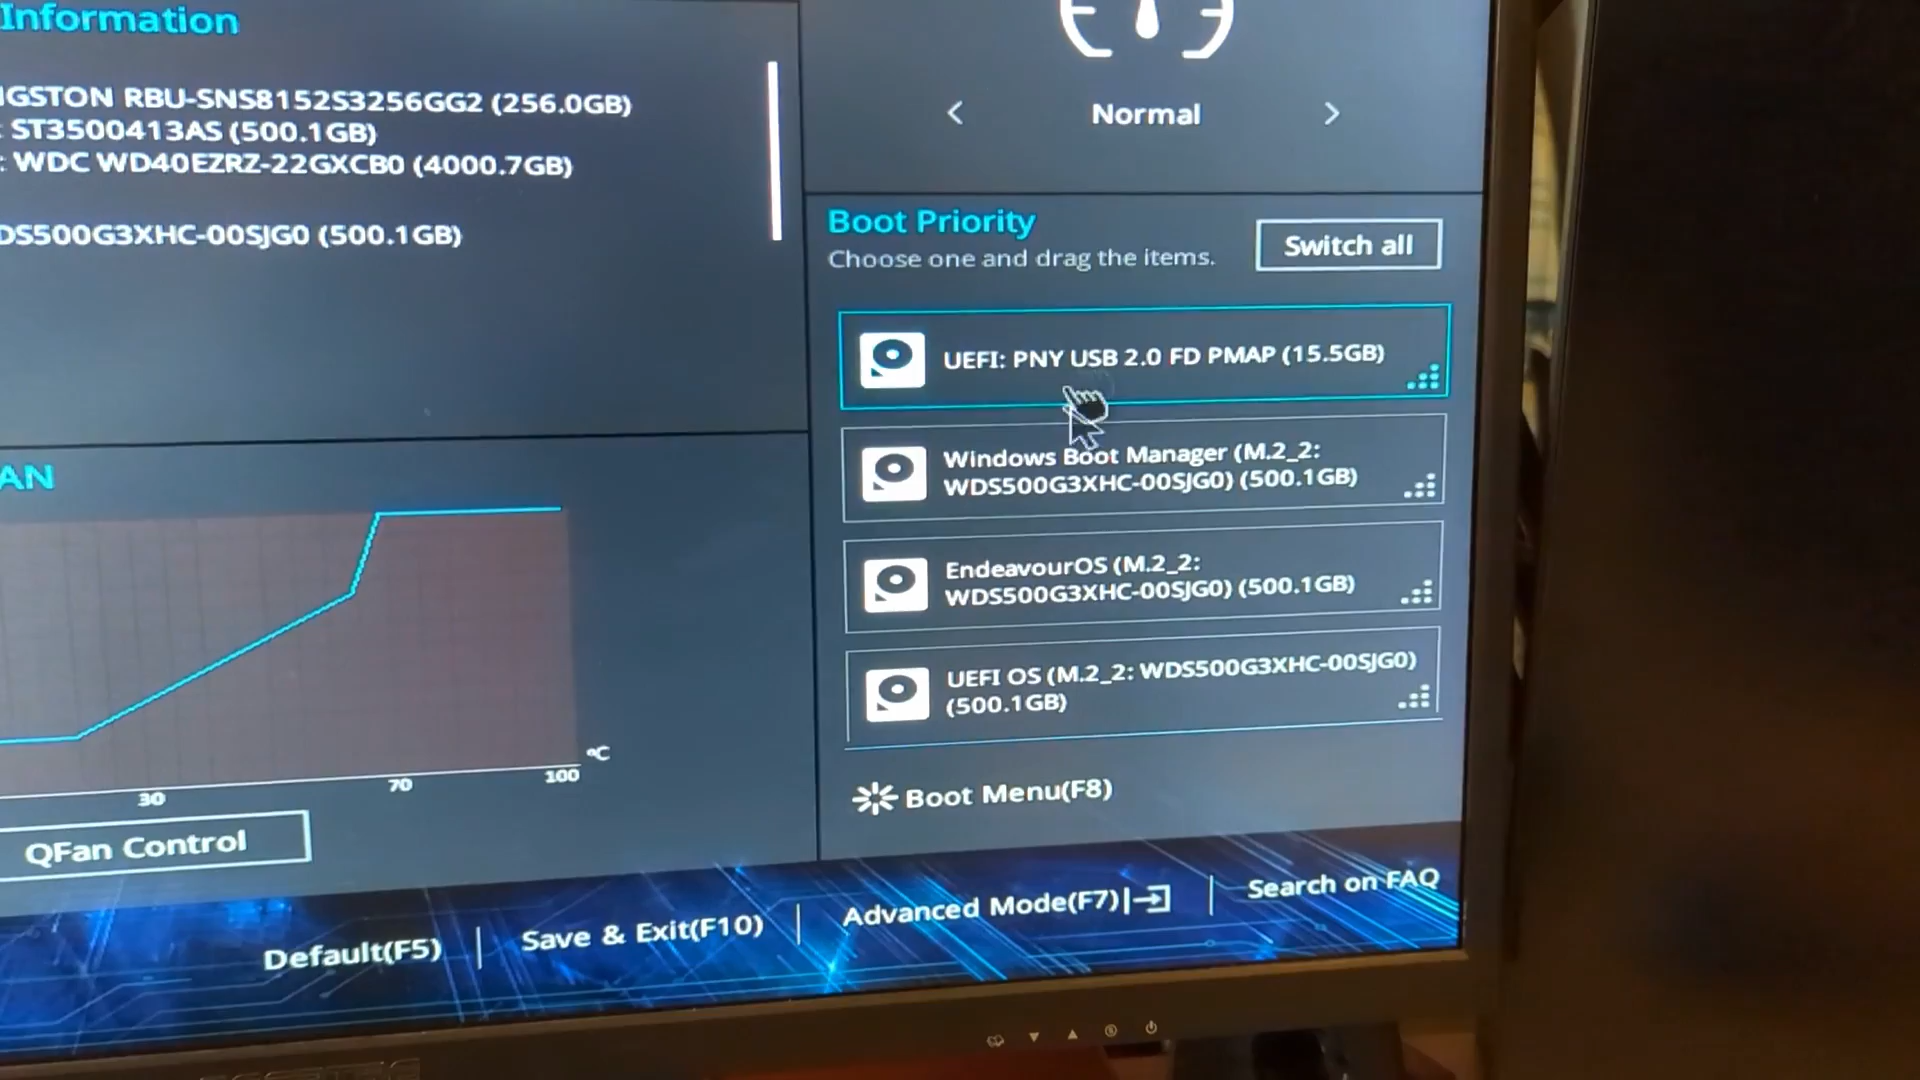 Information
IGSTON RBU-SNS8152S3256GG2 (256.0GB)
: ST3500413AS (500.1GB)
: WDC WD40EZRZ-22GXCB0 (4000.7GB)
DS500G3XHC-00SJG0 (500.1GB)
Normal
Boot Priority
Choose one and drag the items.
Switch all
UEFI: PNY USB 2.0 FD PMAP (15.5GB)
Windows Boot Manager (M.2_2:
WDS500G3XHC-00SJG0) (500.1GB)
EndeavourOS (M.2_2:
WDS500G3XHC-00SJG0) (500.1GB)
UEFI OS (M.2_2: WDS500G3XHC-00SJG0)
(500.1GB)
Boot Menu(F8)
AN
°C
30
70
100
QFan Control
Default(F5)
Save & Exit(F10)
Advanced Mode(F7)
Search on FAQ